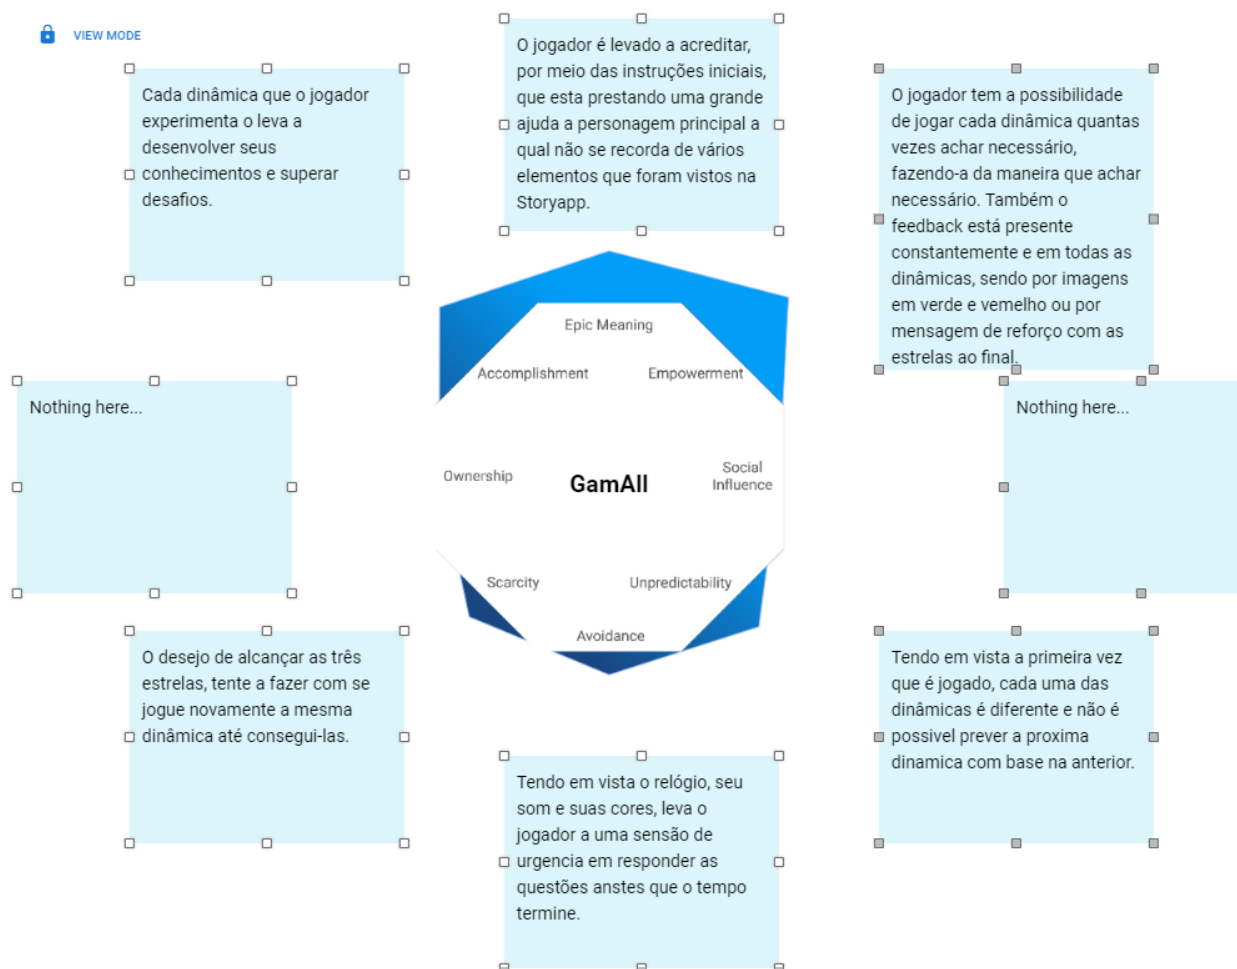 VIEW MODE
Cada dinâmica que o jogador
experimenta o leva a
desenvolver seus
conhecimentos e superar
desafios.
O jogador é levado a acreditar,
por meio das instruções iniciais,
que esta prestando uma grande
ajuda a personagem principal a
qual não se recorda de vários
elementos que foram vistos na
Storyapp.
O jogador tem a possibilidade
de jogar cada dinâmica quantas
vezes achar necessário,
fazendo-a da maneira que achar
necessário. Também o
feedback está presente
constantemente e em todas as
dinâmicas, sendo por imagens
em verde e vemelho ou por
mensagem de reforço com as
estrelas ao final.
Epic Meaning
Accomplishment
Empowerment
Nothing here...
Ownership
GamAll
Social
Influence
Nothing here...
Scarcity
Unpredictability
Avoidance
O desejo de alcançar as três
estrelas, tente a fazer com se
jogue novamente a mesma
dinâmica até consegui-las.
Tendo em vista o relógio, seu
som e suas cores, leva o
jogador a uma sensão de
urgencia em responder as
questões anstes que o tempo
termine.
Tendo em vista a primeira vez
que é jogado, cada uma das
dinâmicas é diferente e não é
possivel prever a proxima
dinamica com base na anterior.